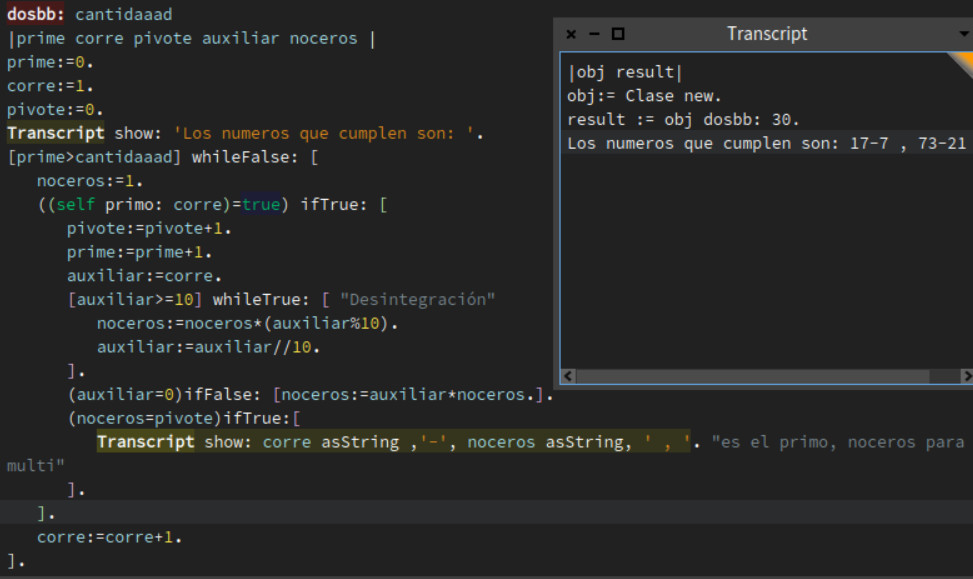 dosbb: cantidaaad
|prime corre pivote auxiliar noceros |
prime:=0.
corre:=1.
pivote:=0.
Transcript show: 'Los numeros que cumplen son: '.
[prime>cantidaaad] whileFalse: [
noceros:=1.
((self primo: corre)=true) ifTrue: [
pivote:=pivote+1.
prime:=prime+1.
auxiliar:=corre.
[auxiliar>=10] whileTrue: [ "Desintegración"
noceros:=noceros*(auxiliar%10).
auxiliar:=auxiliar//10.
].
(auxiliar=0)ifFalse: [noceros:=auxiliar*noceros.].
(noceros=pivote)ifTrue:[
Transcript show: corre asString ,'-', noceros asString, ' , '. "es el primo, noceros para
multi"
].
].
corre:=corre+1.
].
Transcript
|obj result|
obj:= Clase new.
result := obj dosbb: 30.
Los numeros que cumplen son: 17-7 , 73-21